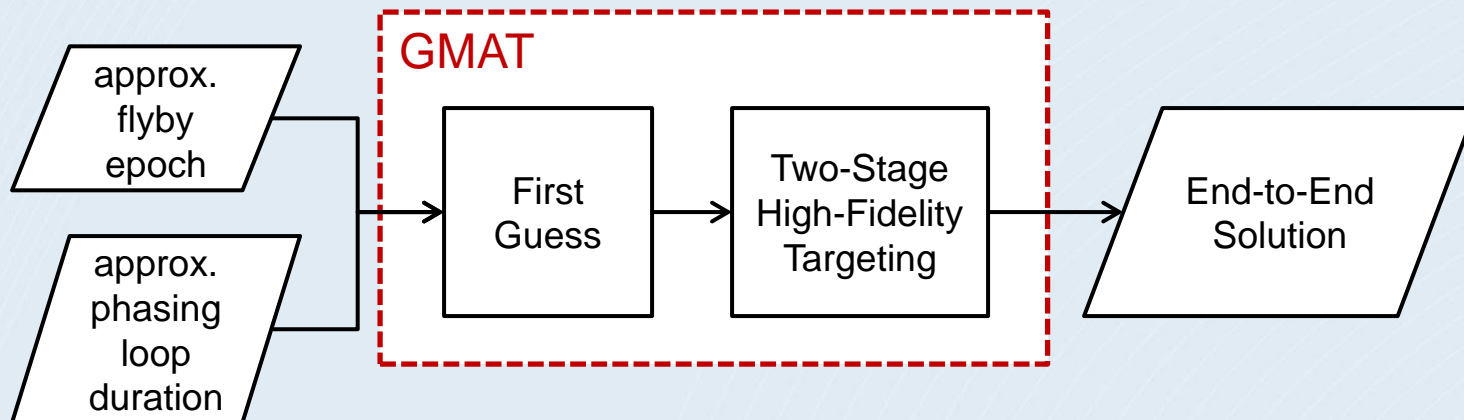 approx.
flyby
epoch
approx.
phasing
loop
duration
GMAT
First
Guess
Two-Stage
High-Fidelity
Targeting
End-to-End
Solution